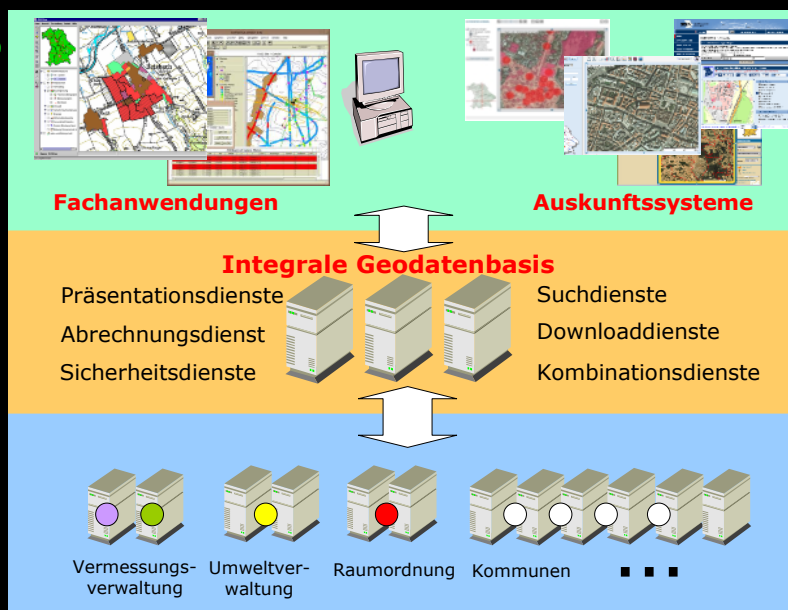 Fachanwendungen
Auskunftssysteme
Integrale Geodatenbasis
Präsentationsdienste
Abrechnungsdienst
Sicherheitsdienste
Suchdienste
Downloaddienste
Kombinationsdienste
Vermessungs-
verwaltung
Umweltver-
waltung
Raumordnung
Kommunen
...